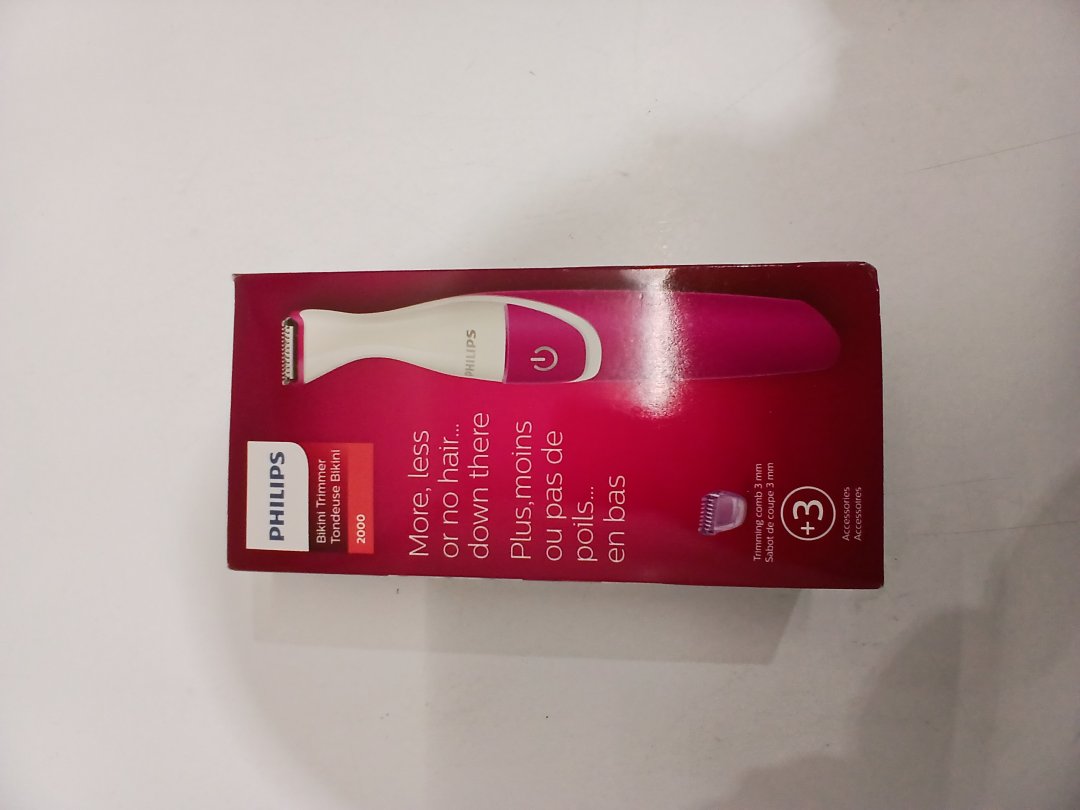 PHILIPS
Bikini Trimmer
Tondeuse Bikini
2000
PHILIPS
More, less
or no hair...
down there
Plus,moins
ou pas de
poils...
en bas
Trimming comb 3 mm
Sabot de coupe 3 mm
+3
Accessories
Accessoires